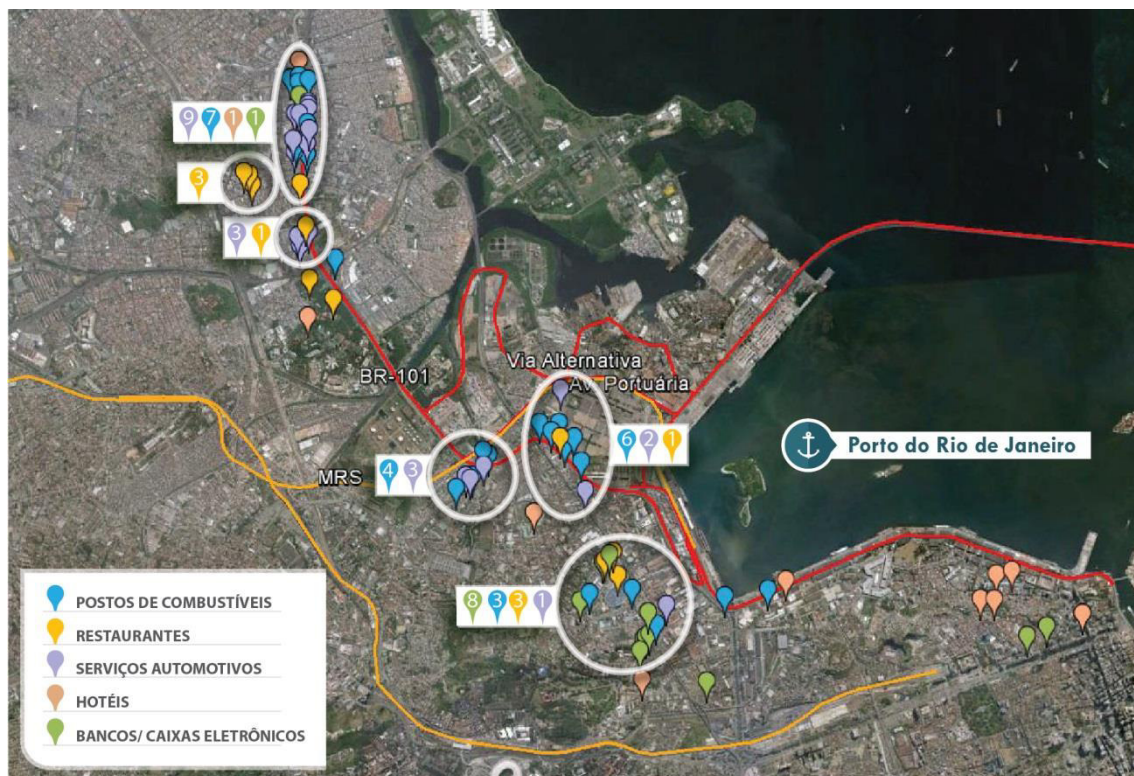 9 7 1 1
3
3 1
Via Alternativa
BR-101
Av. Portuária
6 2 1
Porto do Rio de Janeiro
4 3
MRS
8 3 3 1
POSTOS DE COMBUSTÍVEIS
RESTAURANTES
SERVIÇOS AUTOMOTIVOS
HOTÉIS
BANCOS/ CAIXAS ELETRÔNICOS